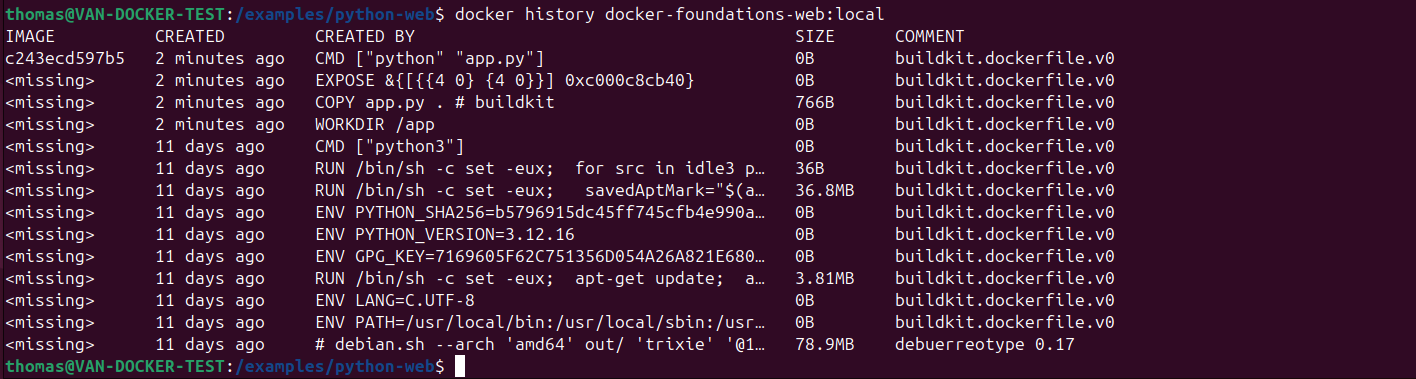 thomas@VAN-DOCKER-TEST:/examples/python-web$ docker history docker-foundations-web:local
IMAGE          CREATED         CREATED BY                                      SIZE      COMMENT
c243ecd597b5   2 minutes ago   CMD ["python" "app.py"]                         0B        buildkit.dockerfile.v0
<missing>      2 minutes ago   EXPOSE &{[{{4 0} {4 0}}] 0xc000c8cb40}          0B        buildkit.dockerfile.v0
<missing>      2 minutes ago   COPY app.py . # buildkit                        766B      buildkit.dockerfile.v0
<missing>      2 minutes ago   WORKDIR /app                                    0B        buildkit.dockerfile.v0
<missing>      11 days ago     CMD ["python3"]                                 0B        buildkit.dockerfile.v0
<missing>      11 days ago     RUN /bin/sh -c set -eux;  for src in idle3 p…   36B       buildkit.dockerfile.v0
<missing>      11 days ago     RUN /bin/sh -c set -eux;   savedAptMark="$(a…   36.8MB    buildkit.dockerfile.v0
<missing>      11 days ago     ENV PYTHON_SHA256=b5796915dc45ff745cfb4e990a…   0B        buildkit.dockerfile.v0
<missing>      11 days ago     ENV PYTHON_VERSION=3.12.16                      0B        buildkit.dockerfile.v0
<missing>      11 days ago     ENV GPG_KEY=7169605F62C751356D054A26A821E680…   0B        buildkit.dockerfile.v0
<missing>      11 days ago     RUN /bin/sh -c set -eux;  apt-get update;  a…   3.81MB    buildkit.dockerfile.v0
<missing>      11 days ago     ENV LANG=C.UTF-8                                0B        buildkit.dockerfile.v0
<missing>      11 days ago     ENV PATH=/usr/local/bin:/usr/local/sbin:/usr…   0B        buildkit.dockerfile.v0
<missing>      11 days ago     # debian.sh --arch 'amd64' out/ 'trixie' '@1…   78.9MB    debuerreotype 0.17
thomas@VAN-DOCKER-TEST:/examples/python-web$